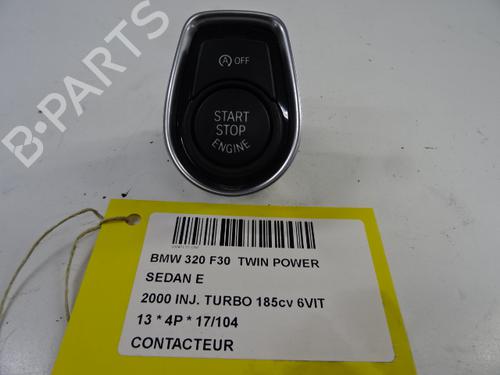 B-PARTS
A OFF
START
STOP
ENGINE
BMW 320 F30 TWIN POWER
SEDAN E
2000 INJ. TURBO 185cv 6VIT
13 * 4P * 17/104
CONTACTEUR